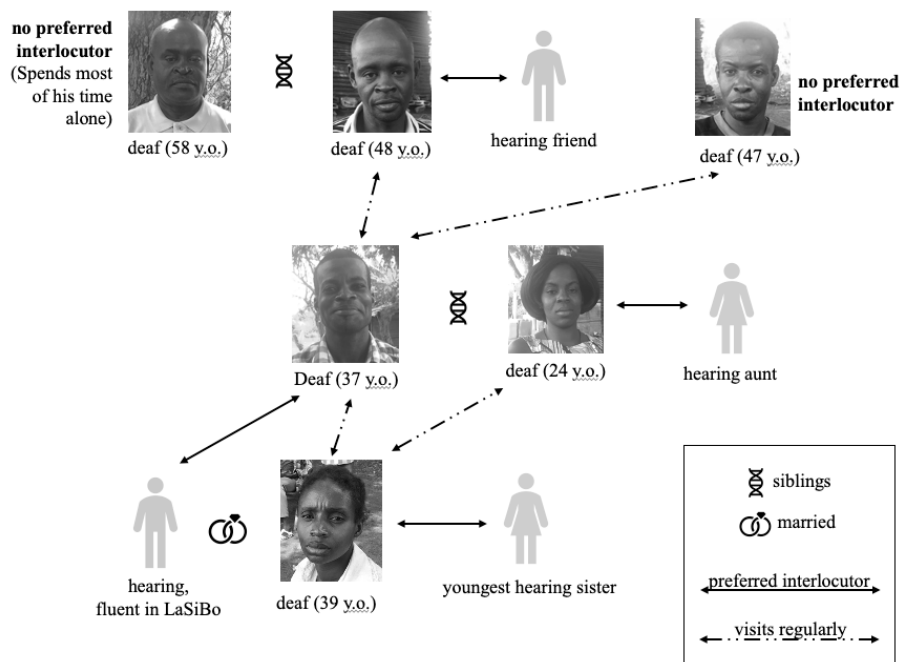 no preferred
interlocutor
(Spends most
of his time
alone)
deaf (58 y.o.)
deaf (48 y.o.)
hearing friend
no preferred
interlocutor
deaf (47 y.o.)
Deaf (37 y.o.)
deaf (24 y.o.)
hearing aunt
hearing,
fluent in LaSiBo
deaf (39 y.o.)
youngest hearing sister
siblings
married
preferred interlocutor
visits regularly